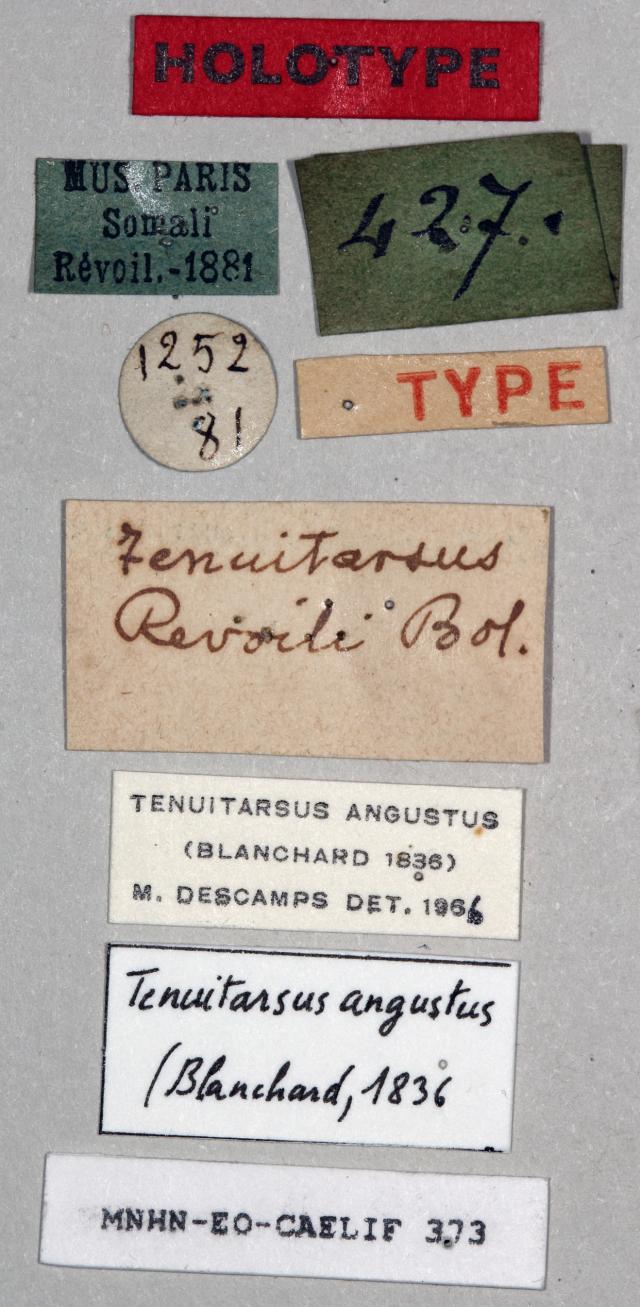 HOLOTYPE
MUS. PARIS
Somali
Révoil.-1881
427.
1252
81
TYPE
Tenuitarsus
Revoili Bol.
TENUITARSUS ANGUSTUS
(BLANCHARD 1836)
M. DESCAMPS DET. 1966
Tenuitarsus angustus
(Blanchard, 1836
MNHN-EO-CAELIF 373